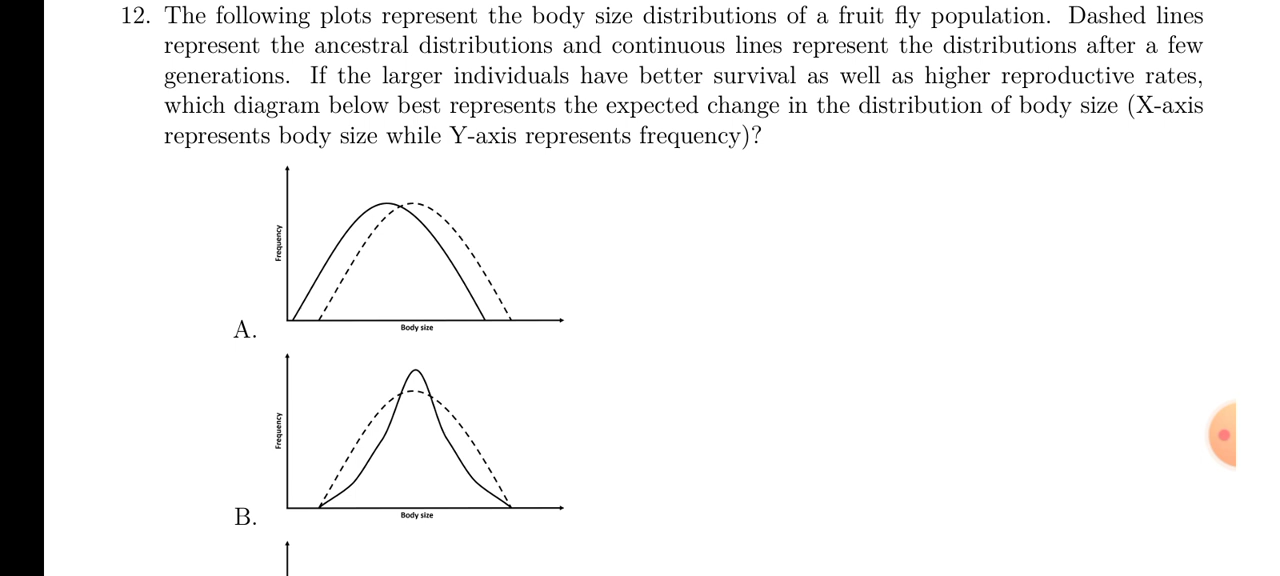 12. The following plots represent the body size distributions of a fruit fly population. Dashed lines
represent the ancestral distributions and continuous lines represent the distributions after a few
generations. If the larger individuals have better survival as well as higher reproductive rates,
which diagram below best represents the expected change in the distribution of body size (X-axis
represents body size while Y-axis represents frequency)?
Frequency
Body size
A.
Frequency
Body size
B.